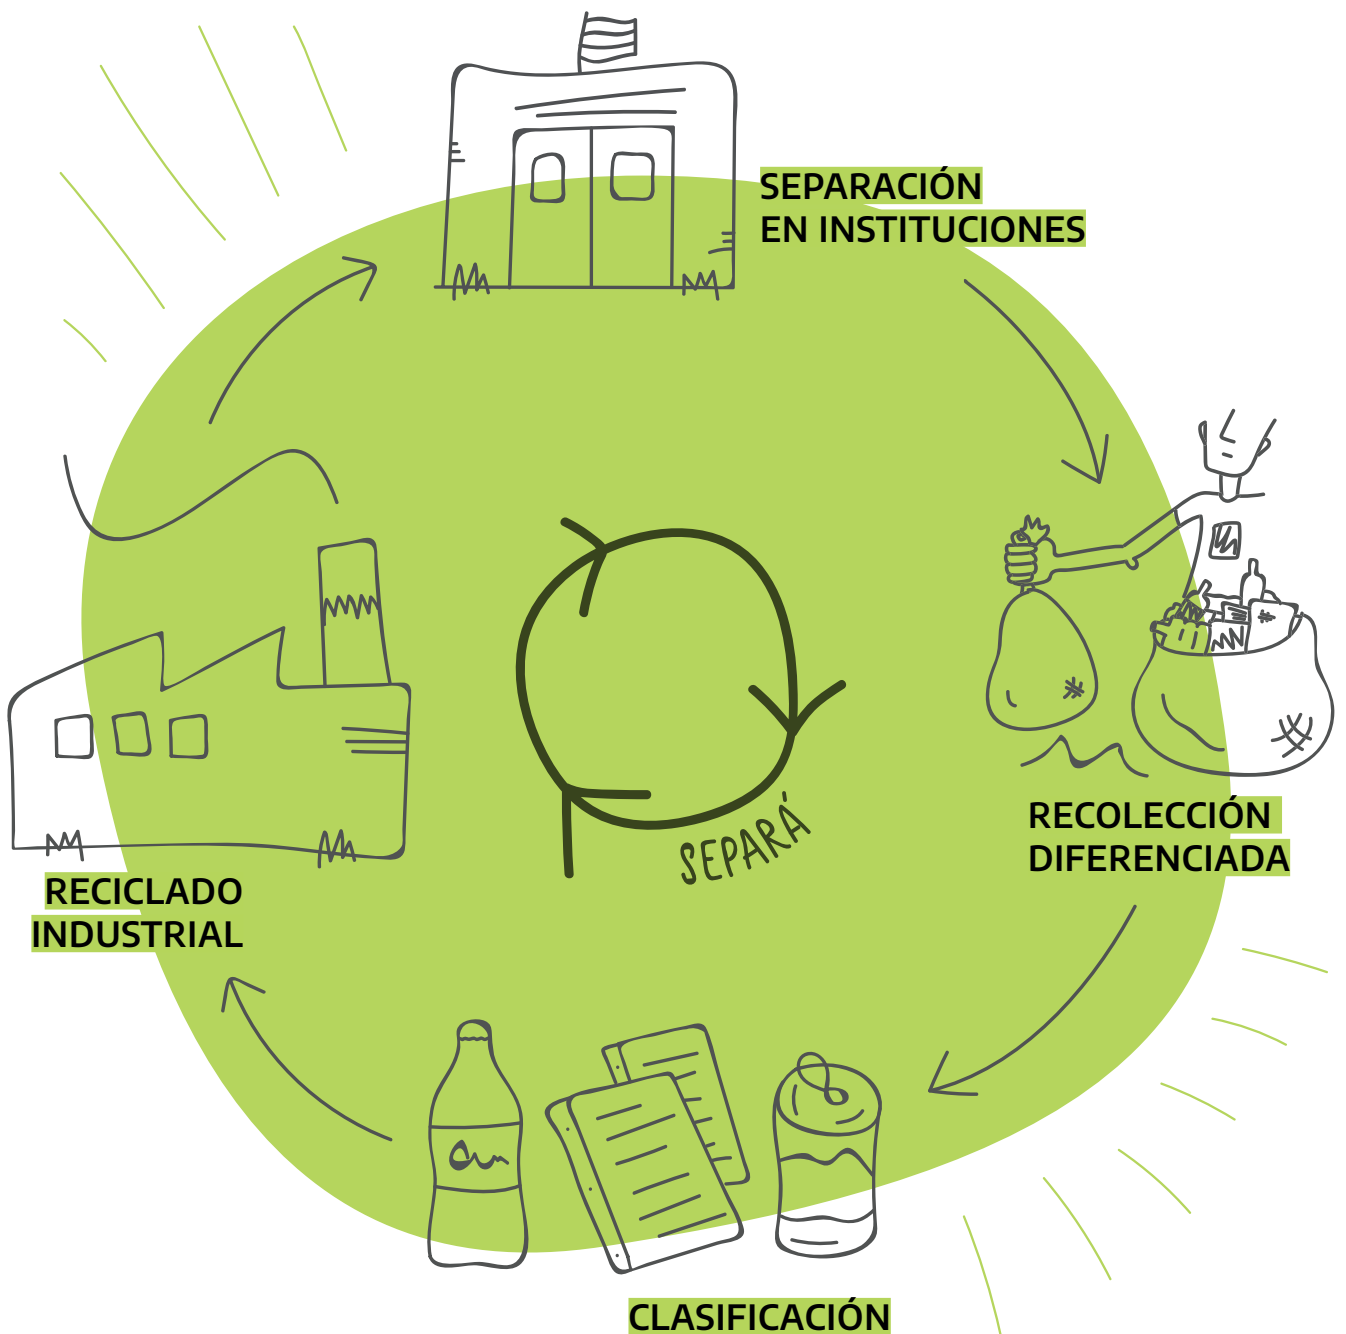 SEPARACIÓN
EN INSTITUCIONES
RECOLECCIÓN
DIFERENCIADA
SEPARÁ
RECICLADO
INDUSTRIAL
CLASIFICACIÓN